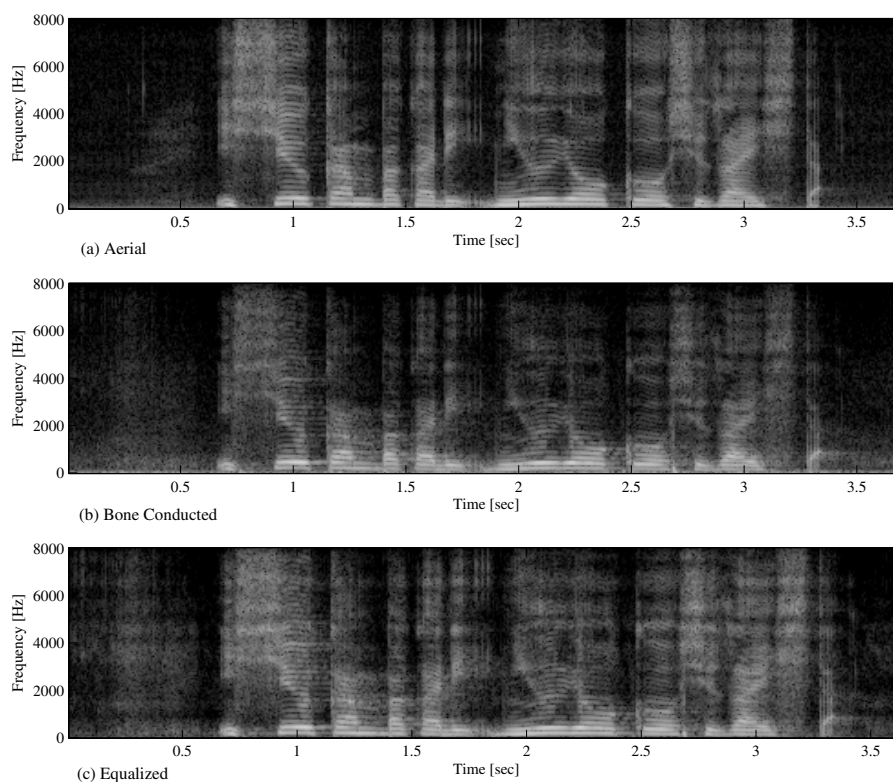 8000
6000
4000
2000
0
Frequency [Hz]
0.5 1 1.5 2 2.5 3 3.5
Time [sec]
(a) Aerial
8000
6000
4000
2000
0
Frequency [Hz]
0.5 1 1.5 2 2.5 3 3.5
Time [sec]
(b) Bone Conducted
8000
6000
4000
2000
0
Frequency [Hz]
0.5 1 1.5 2 2.5 3 3.5
Time [sec]
(c) Equalized